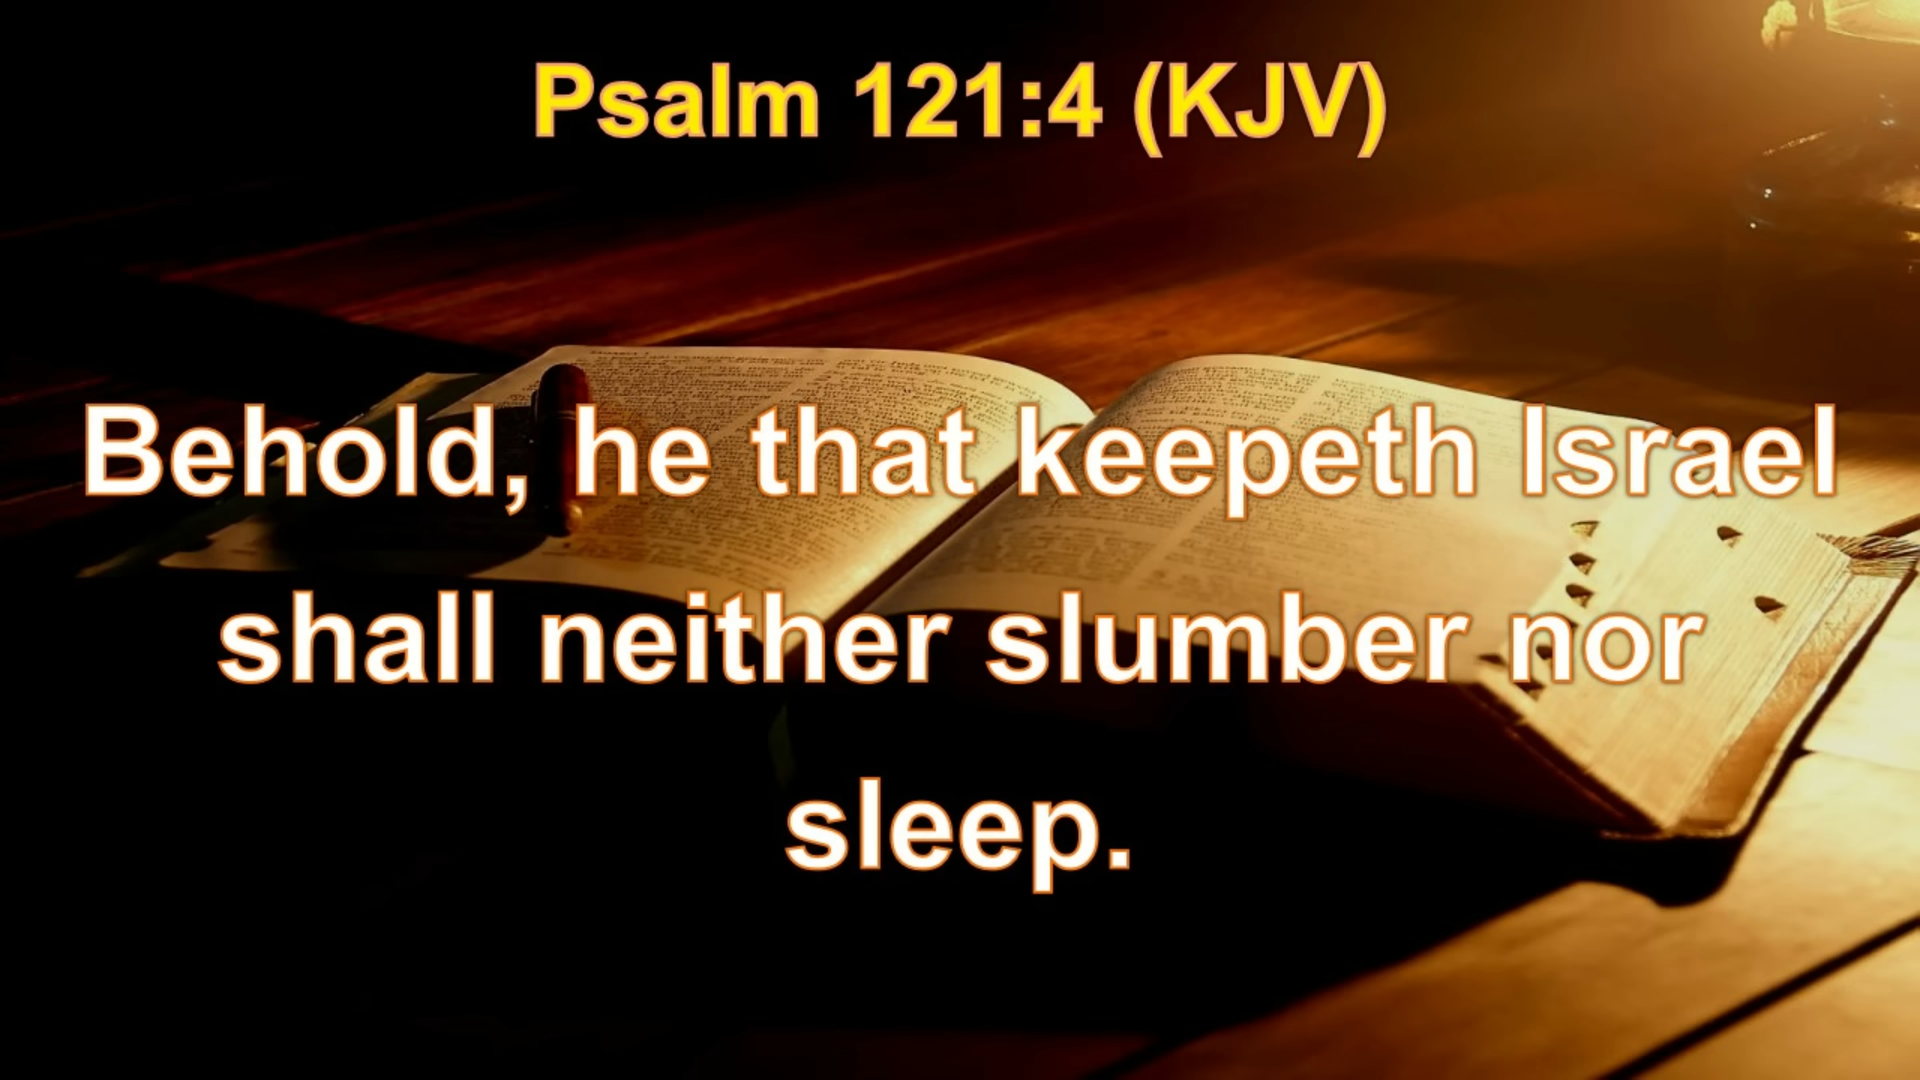 Psalm 121:4 (KJV)
Behold, he that keepeth Israel
shall neither slumber nor
sleep.